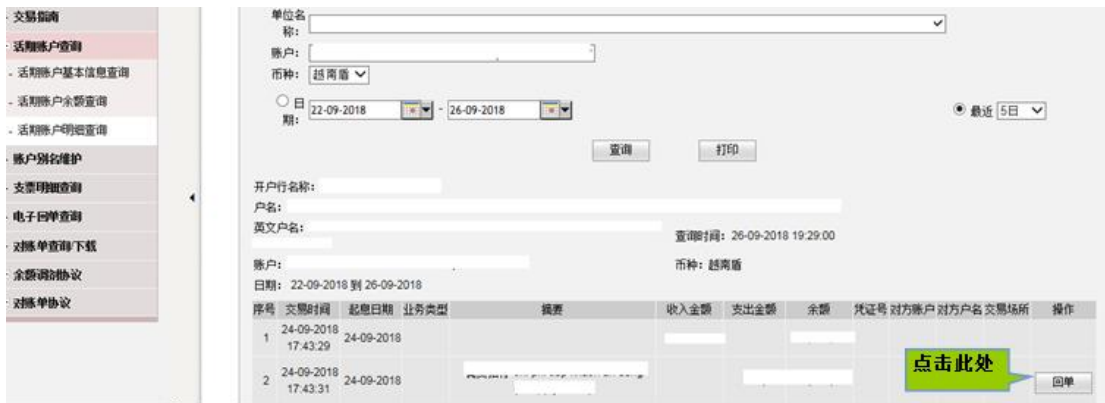 交易指南
活期账户查询
- 活期账户基本信息查询
- 活期账户余额查询
- 活期账户明细查询
账户别名维护
支票明细查询
电子回单查询
对账单查询/下载
余额调剂协议
对账单协议
单位名称：
账户：
币种： 越南盾
日期： 22-09-2018 - 26-09-2018 最近 5日
查询 打印
开户行名称：
户名：
英文户名：
查询时间： 26-09-2018 19:29:00
账户： 币种：越南盾
日期： 22-09-2018 到 26-09-2018
序号 交易时间 起息日期 业务类型 摘要 收入金额 支出金额 余额 凭证号 对方账户 对方户名 交易场所 操作
1 24-09-2018 17:43:29 24-09-2018
2 24-09-2018 17:43:31 24-09-2018 回单
点击此处